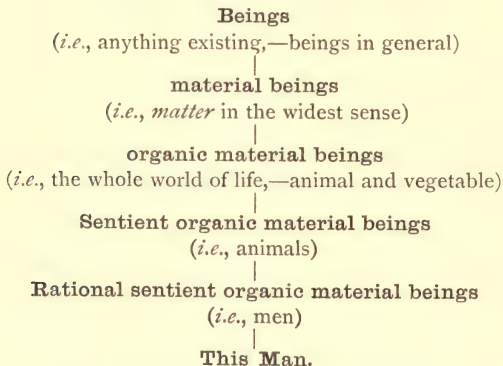 Beings
(i.e., anything existing,—beings in general)
material beings
(i.e., matter in the widest sense)
organic material beings
(i.e., the whole world of life,—animal and vegetable)
Sentient organic material beings
(i.e., animals)
Rational sentient organic material beings
(i.e., men)
This Man.